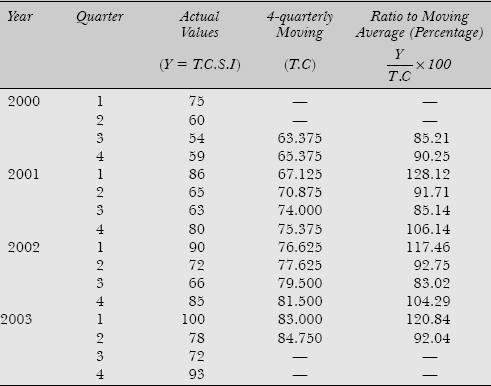 Year Quarter Actual 4-quarterly Ratio to Moving
Values Moving Average (Percentage)
(Y = T.C.S.I) (T.C) Y/T.C × 100
2000 1 75 — —
2 60 — —
3 54 63.375 85.21
4 59 65.375 90.25
2001 1 86 67.125 128.12
2 65 70.875 91.71
3 63 74.000 85.14
4 80 75.375 106.14
2002 1 90 76.625 117.46
2 72 77.625 92.75
3 66 79.500 83.02
4 85 81.500 104.29
2003 1 100 83.000 120.84
2 78 84.750 92.04
3 72 — —
4 93 — —